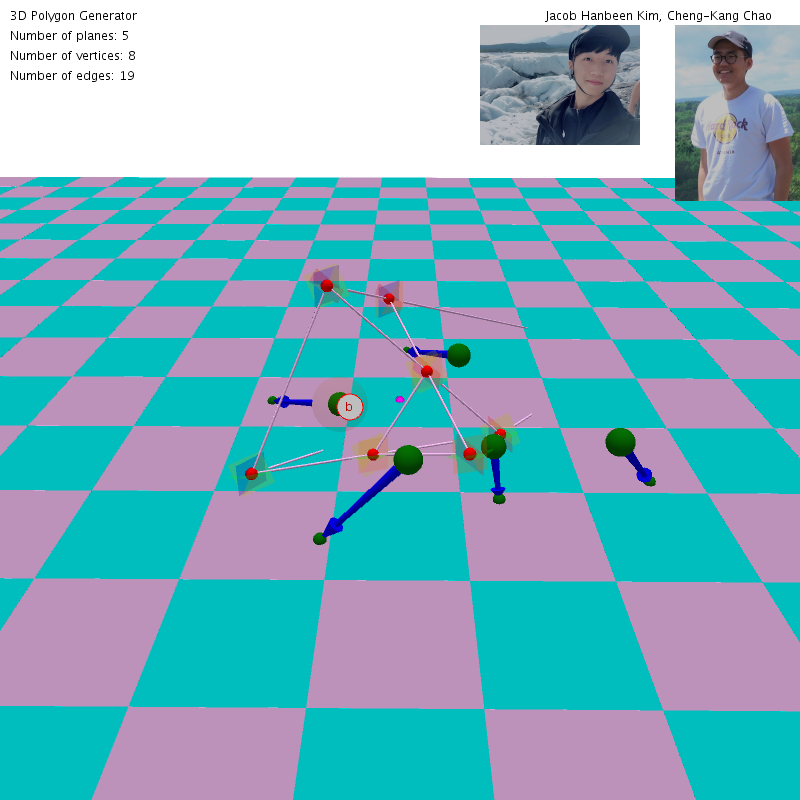 3D Polygon Generator
Jacob Hanbeen Kim, Cheng-Kang Chao
Number of planes: 5
Number of vertices: 8
Number of edges: 19
b